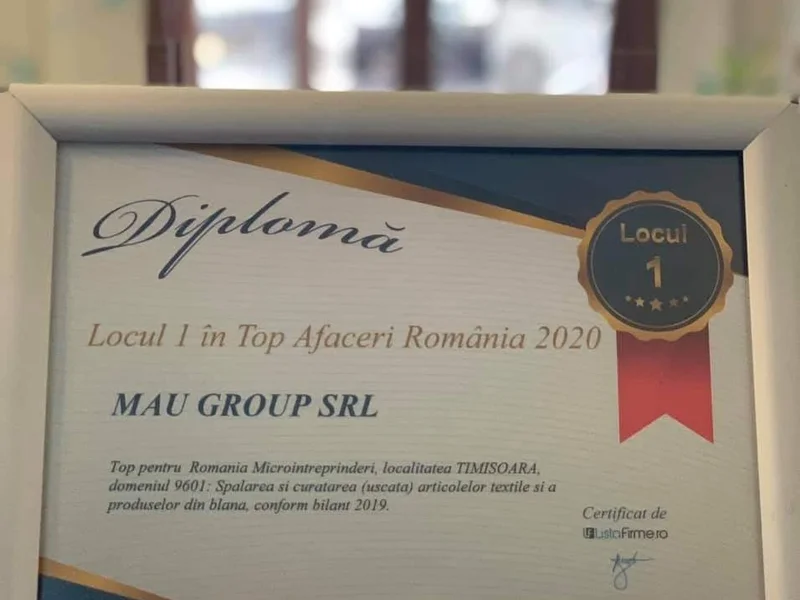 Diplomă
Locul
1
Locul 1 în Top Afaceri România 2020
MAU GROUP SRL
Top pentru Romania Microintreprinderi, localitatea TIMISOARA,
domeniul 9601: Spalarea si curatarea (uscata) articolelor textile si a
produselor din blana, conform bilant 2019.
Certificat de
ListaFirme.ro